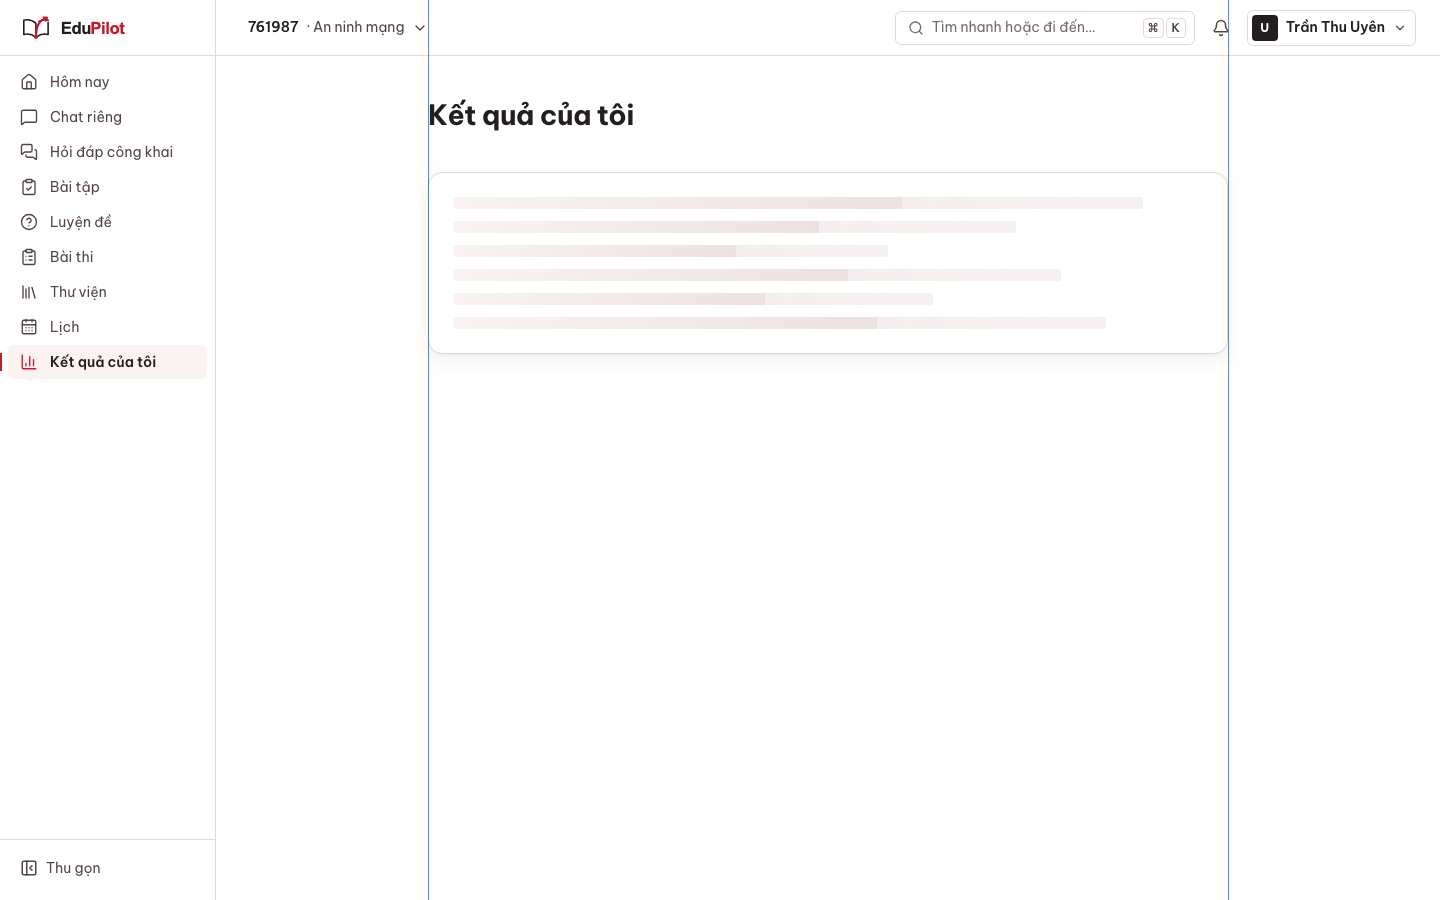 EduPilot
761987 · An ninh mạng
Tìm nhanh hoặc đi đến...
⌘ K
U
Trần Thu Uyên
Hôm nay
Chat riêng
Hỏi đáp công khai
Bài tập
Luyện đề
Bài thi
Thư viện
Lịch
Kết quả của tôi
Thu gọn
Kết quả của tôi